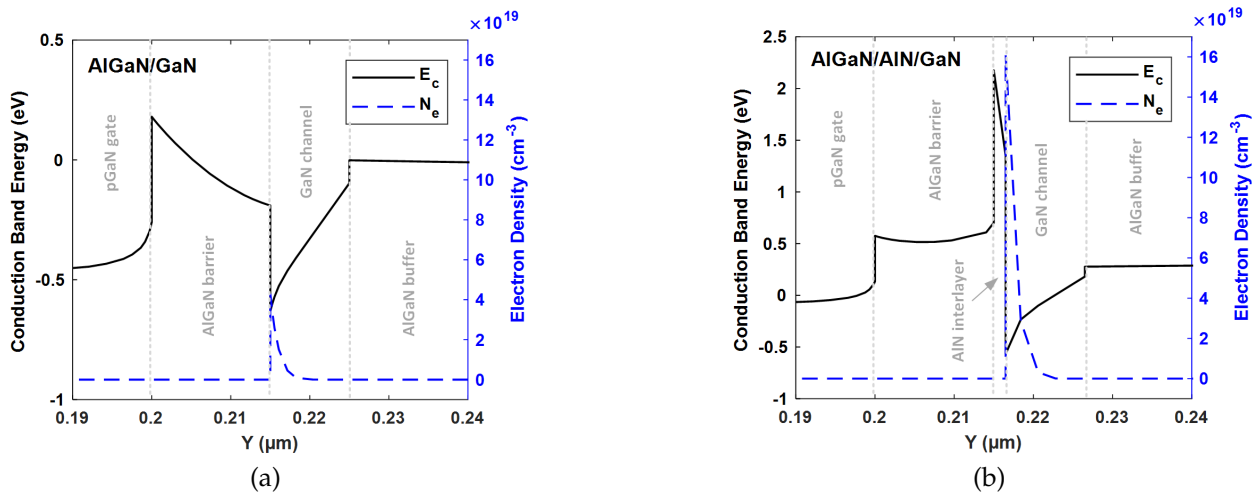 AlGaN/GaN
E_c
N_e
pGaN gate
AlGaN barrier
GaN channel
AlGaN buffer
Conduction Band Energy (eV)
0.5
0
-0.5
-1
0.19
0.2
0.21
0.22
0.23
0.24
Y (µm)
×10^19
16
14
12
10
8
6
4
2
0
Electron Density (cm^-3)
(a)
AlGaN/AlN/GaN
E_c
N_e
pGaN gate
AlGaN barrier
AlN interlayer
GaN channel
AlGaN buffer
Conduction Band Energy (eV)
2.5
2
1.5
1
0.5
0
-0.5
-1
0.19
0.2
0.21
0.22
0.23
0.24
Y (µm)
×10^19
16
14
12
10
8
6
4
2
0
Electron Density (cm^-3)
(b)